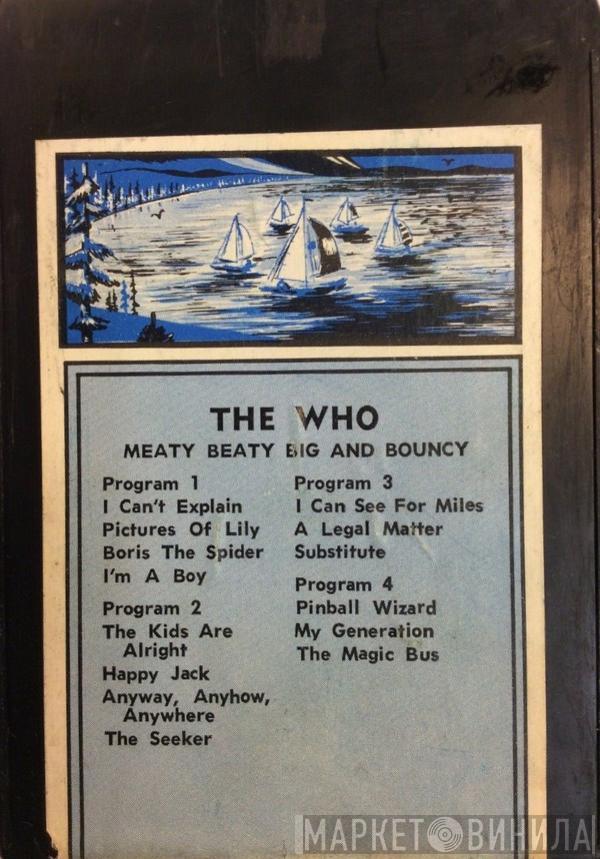 THE WHO
MEATY BEATY BIG AND BOUNCY
Program 1
I Can't Explain
Pictures Of Lily
Boris The Spider
I'm A Boy
Program 2
The Kids Are
Alright
Happy Jack
Anyway, Anyhow,
Anywhere
The Seeker
Program 3
I Can See For Miles
A Legal Matter
Substitute
Program 4
Pinball Wizard
My Generation
The Magic Bus
МАРКЕТ ВИНИЛА